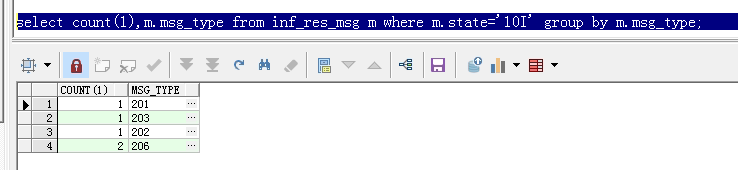 select count(1),m.msg_type from inf_res_msg m where m.state='10I' group by m.msg_type;
COUNT(1) MSG_TYPE
1 1 201 ...
2 1 203 ...
3 1 202 ...
4 2 206 ...